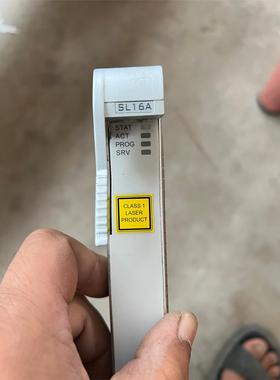 SL16A
STAT
ACT
PROG
SRV
CLASS 1
LASER
PRODUCT